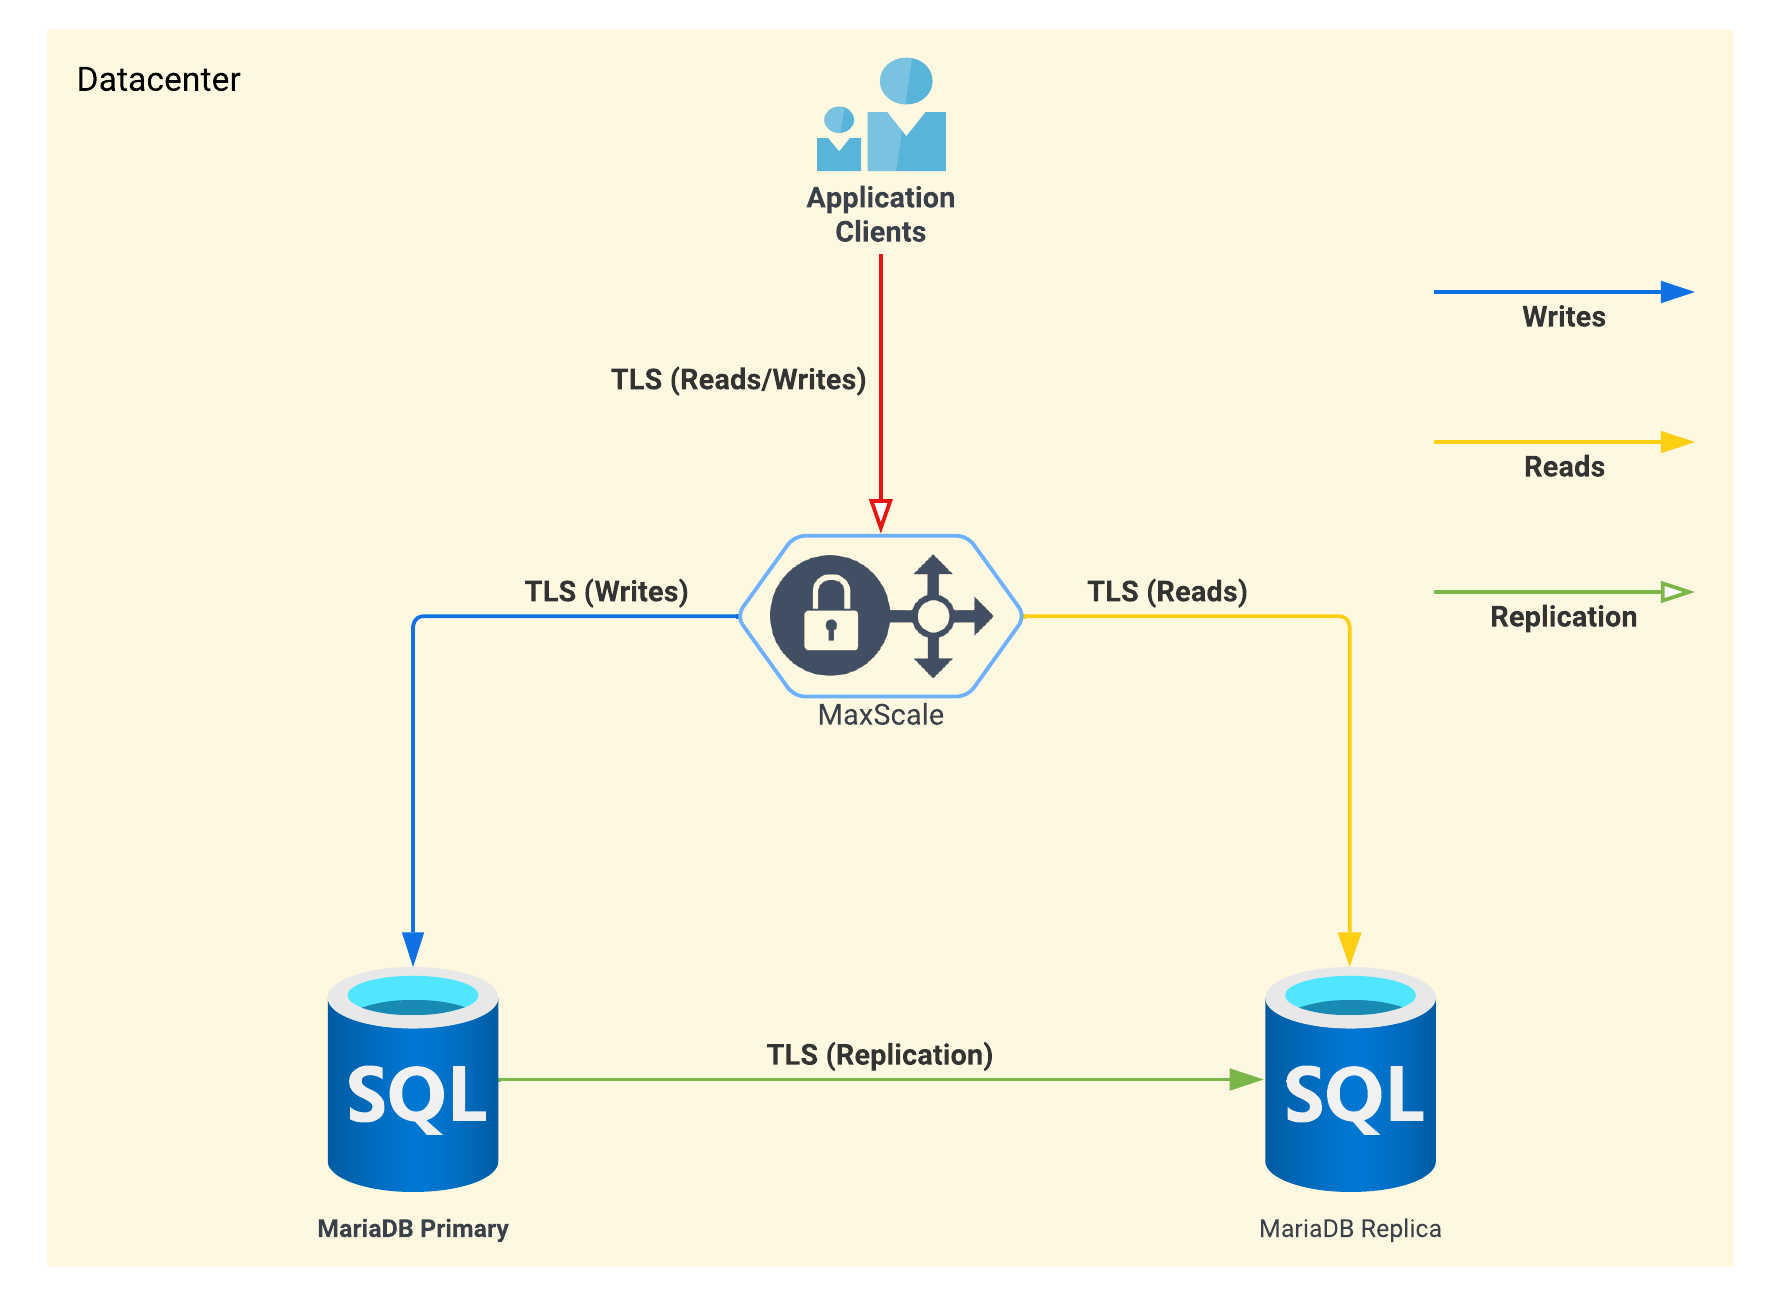 Datacenter
Application
Clients
Writes
TLS (Reads/Writes)
Reads
TLS (Writes)
TLS (Reads)
Replication
MaxScale
TLS (Replication)
SQL
SQL
MariaDB Primary
MariaDB Replica